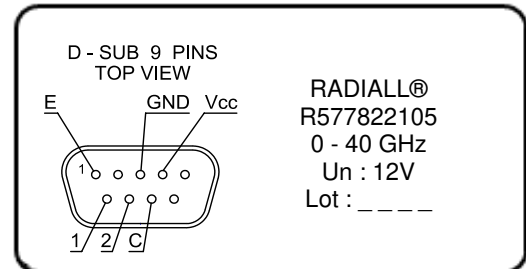 D - SUB 9 PINS
TOP VIEW
E GND Vcc
1
1 2 C
RADIALL®
R577822105
0 - 40 GHz
Un : 12V
Lot : _ _ _ _